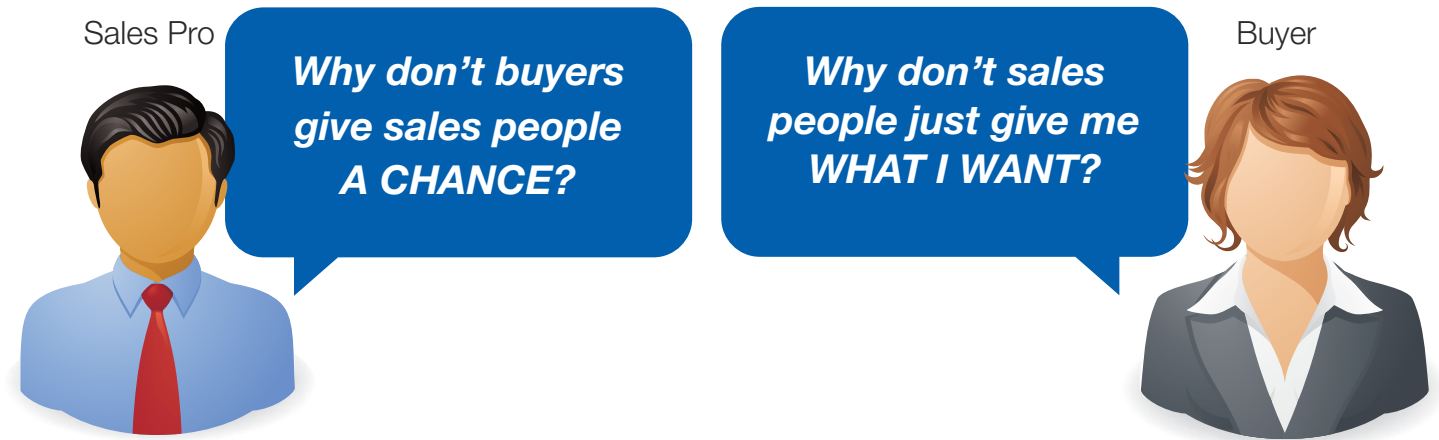 Sales Pro
Why don’t buyers
give sales people
A CHANCE?
Why don’t sales
people just give me
WHAT I WANT?
Buyer